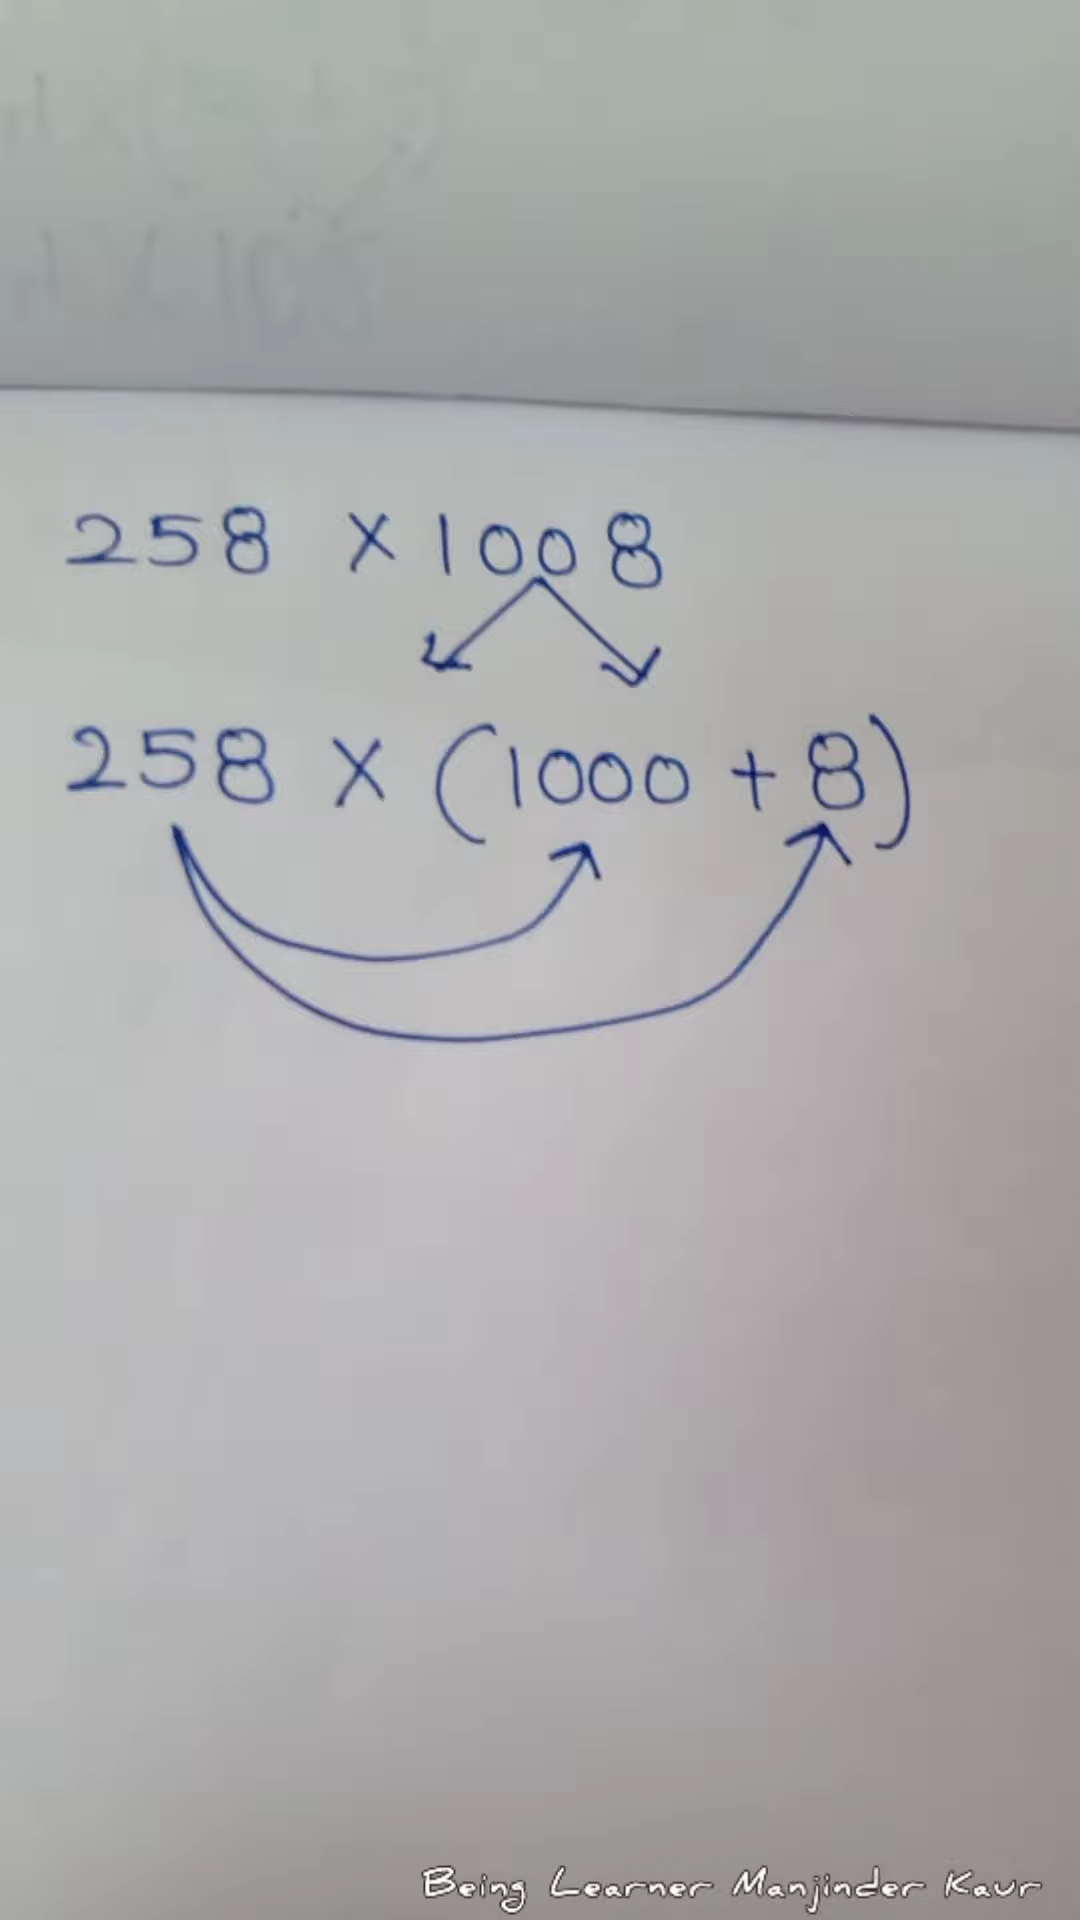 258 × 1008
258 × (1000 + 8)
Being Learner Manjinder Kaur